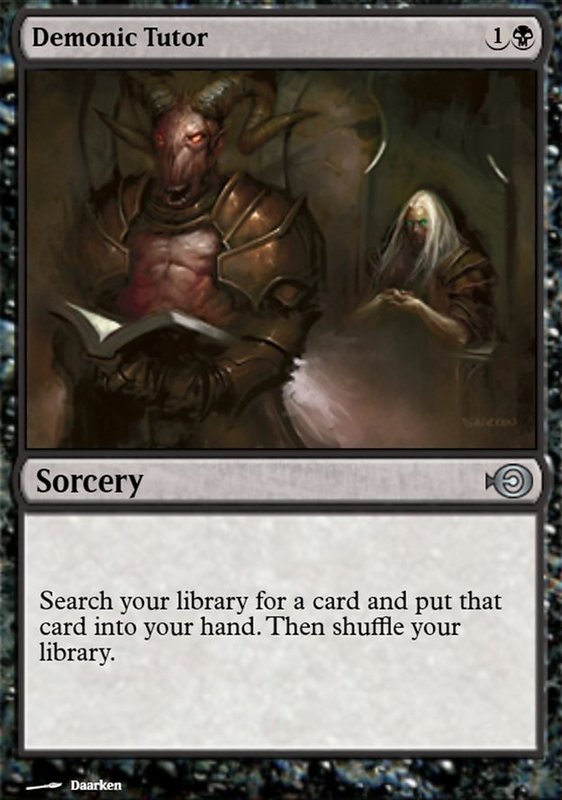 Demonic Tutor 1
Sorcery
Search your library for a card and put that
card into your hand. Then shuffle your
library.
Daarken